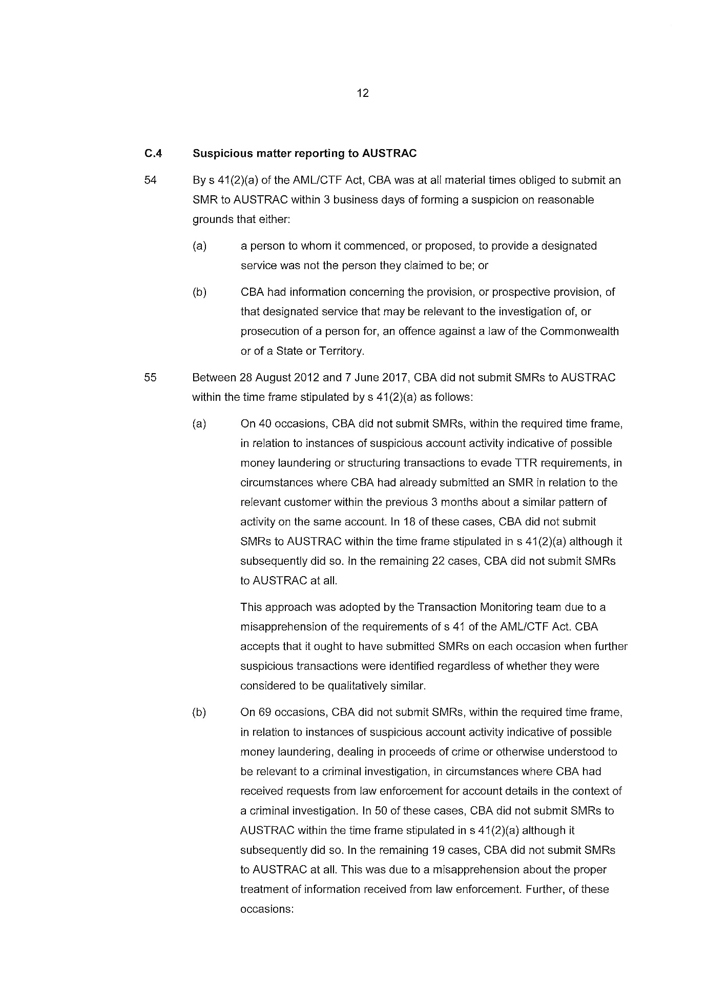 12
C.4 Suspicious matter reporting to AUSTRAC
54 By s 41(2)(a) of the AML/CTF Act, CBA was at all material times obliged to submit an
SMR to AUSTRAC within 3 business days of forming a suspicion on reasonable
grounds that either:
(a) a person to whom it commenced, or proposed, to provide a designated
service was not the person they claimed to be; or
(b) CBA had information concerning the provision, or prospective provision, of
that designated service that may be relevant to the investigation of, or
prosecution of a person for, an offence against a law of the Commonwealth
or of a State or Territory.
55 Between 28 August 2012 and 7 June 2017, CBA did not submit SMRs to AUSTRAC
within the time frame stipulated by s 41(2)(a) as follows:
(a) On 40 occasions, CBA did not submit SMRs, within the required time frame,
in relation to instances of suspicious account activity indicative of possible
money laundering or structuring transactions to evade TTR requirements, in
circumstances where CBA had already submitted an SMR in relation to the
relevant customer within the previous 3 months about a similar pattern of
activity on the same account. In 18 of these cases, CBA did not submit
SMRs to AUSTRAC within the time frame stipulated in s 41(2)(a) although it
subsequently did so. In the remaining 22 cases, CBA did not submit SMRs
to AUSTRAC at all.
This approach was adopted by the Transaction Monitoring team due to a
misapprehension of the requirements of s 41 of the AML/CTF Act. CBA
accepts that it ought to have submitted SMRs on each occasion when further
suspicious transactions were identified regardless of whether they were
considered to be qualitatively similar.
(b) On 69 occasions, CBA did not submit SMRs, within the required time frame,
in relation to instances of suspicious account activity indicative of possible
money laundering, dealing in proceeds of crime or otherwise understood to
be relevant to a criminal investigation, in circumstances where CBA had
received requests from law enforcement for account details in the context of
a criminal investigation. In 50 of these cases, CBA did not submit SMRs to
AUSTRAC within the time frame stipulated in s 41(2)(a) although it
subsequently did so. In the remaining 19 cases, CBA did not submit SMRs
to AUSTRAC at all. This was due to a misapprehension about the proper
treatment of information received from law enforcement. Further, of these
occasions: